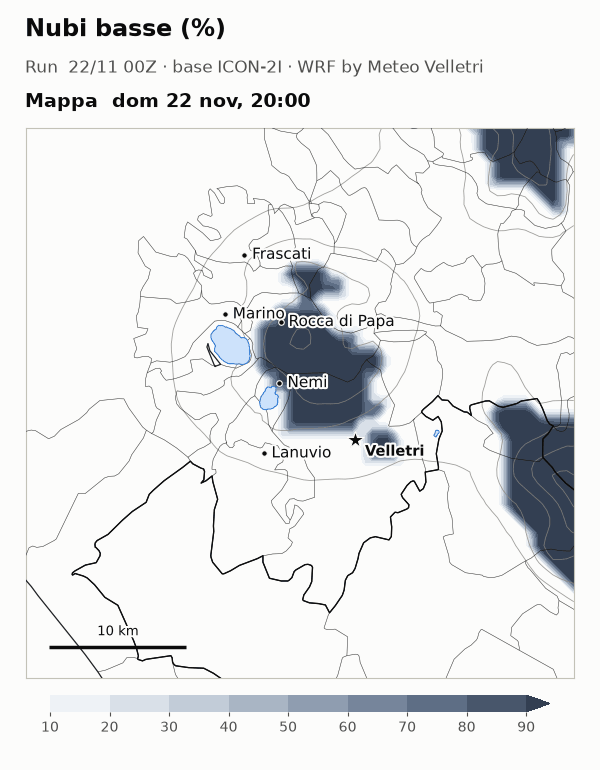 Nubi basse (%)
Run  22/11 00Z · base ICON-2I · WRF by Meteo Velletri
Mappa  dom 22 nov, 20:00
Frascati
Marino
Rocca di Papa
Nemi
Velletri
Lanuvio
10 km
10 20 30 40 50 60 70 80 90